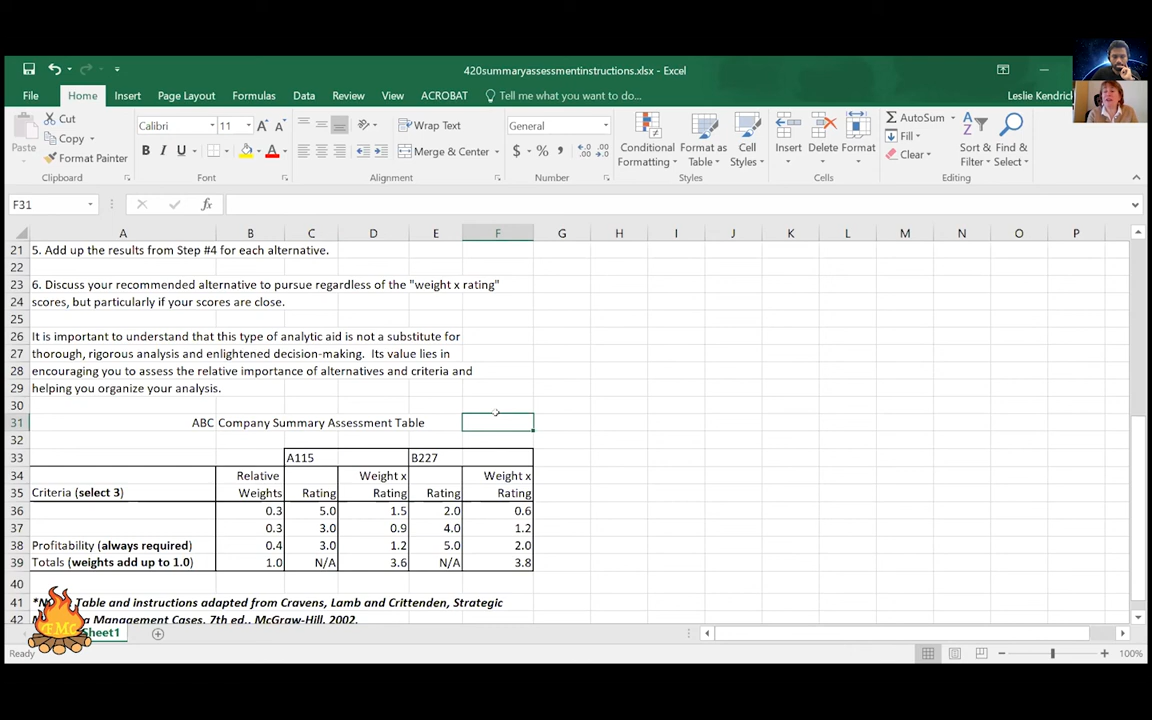 420summaryassessmentinstructions.xlsx - Excel
Leslie Kendrick
File Home Insert Page Layout Formulas Data Review View ACROBAT Tell me what you want to do...
Paste
Cut
Copy
Format Painter
Clipboard
Calibri 11
B I U
Font
Wrap Text
Merge & Center
Alignment
General
$ % ,
Number
Conditional Formatting
Format as Table
Cell Styles
Styles
Insert Delete Format
Cells
AutoSum
Fill
Clear
Sort & Filter
Find & Select
Editing
F31 fx
A B C D E F G H I J K L M N O P
21 5. Add up the results from Step #4 for each alternative.
22
23 6. Discuss your recommended alternative to pursue regardless of the "weight x rating"
24 scores, but particularly if your scores are close.
25
26 It is important to understand that this type of analytic aid is not a substitute for
27 thorough, rigorous analysis and enlightened decision-making. Its value lies in
28 encouraging you to assess the relative importance of alternatives and criteria and
29 helping you organize your analysis.
30
31 ABC Company Summary Assessment Table
32
33 A115 B227
34 Relative Weight x Weight x
35 Criteria (select 3) Weights Rating Rating Rating Rating
36 0.3 5.0 1.5 2.0 0.6
37 0.3 3.0 0.9 4.0 1.2
38 Profitability (always required) 0.4 3.0 1.2 5.0 2.0
39 Totals (weights add up to 1.0) 1.0 N/A 3.6 N/A 3.8
40
41 Table and instructions adapted from Cravens, Lamb and Crittenden, Strategic
42 Management Cases, 7th ed., McGraw-Hill, 2002.
Sheet1
Ready 100%